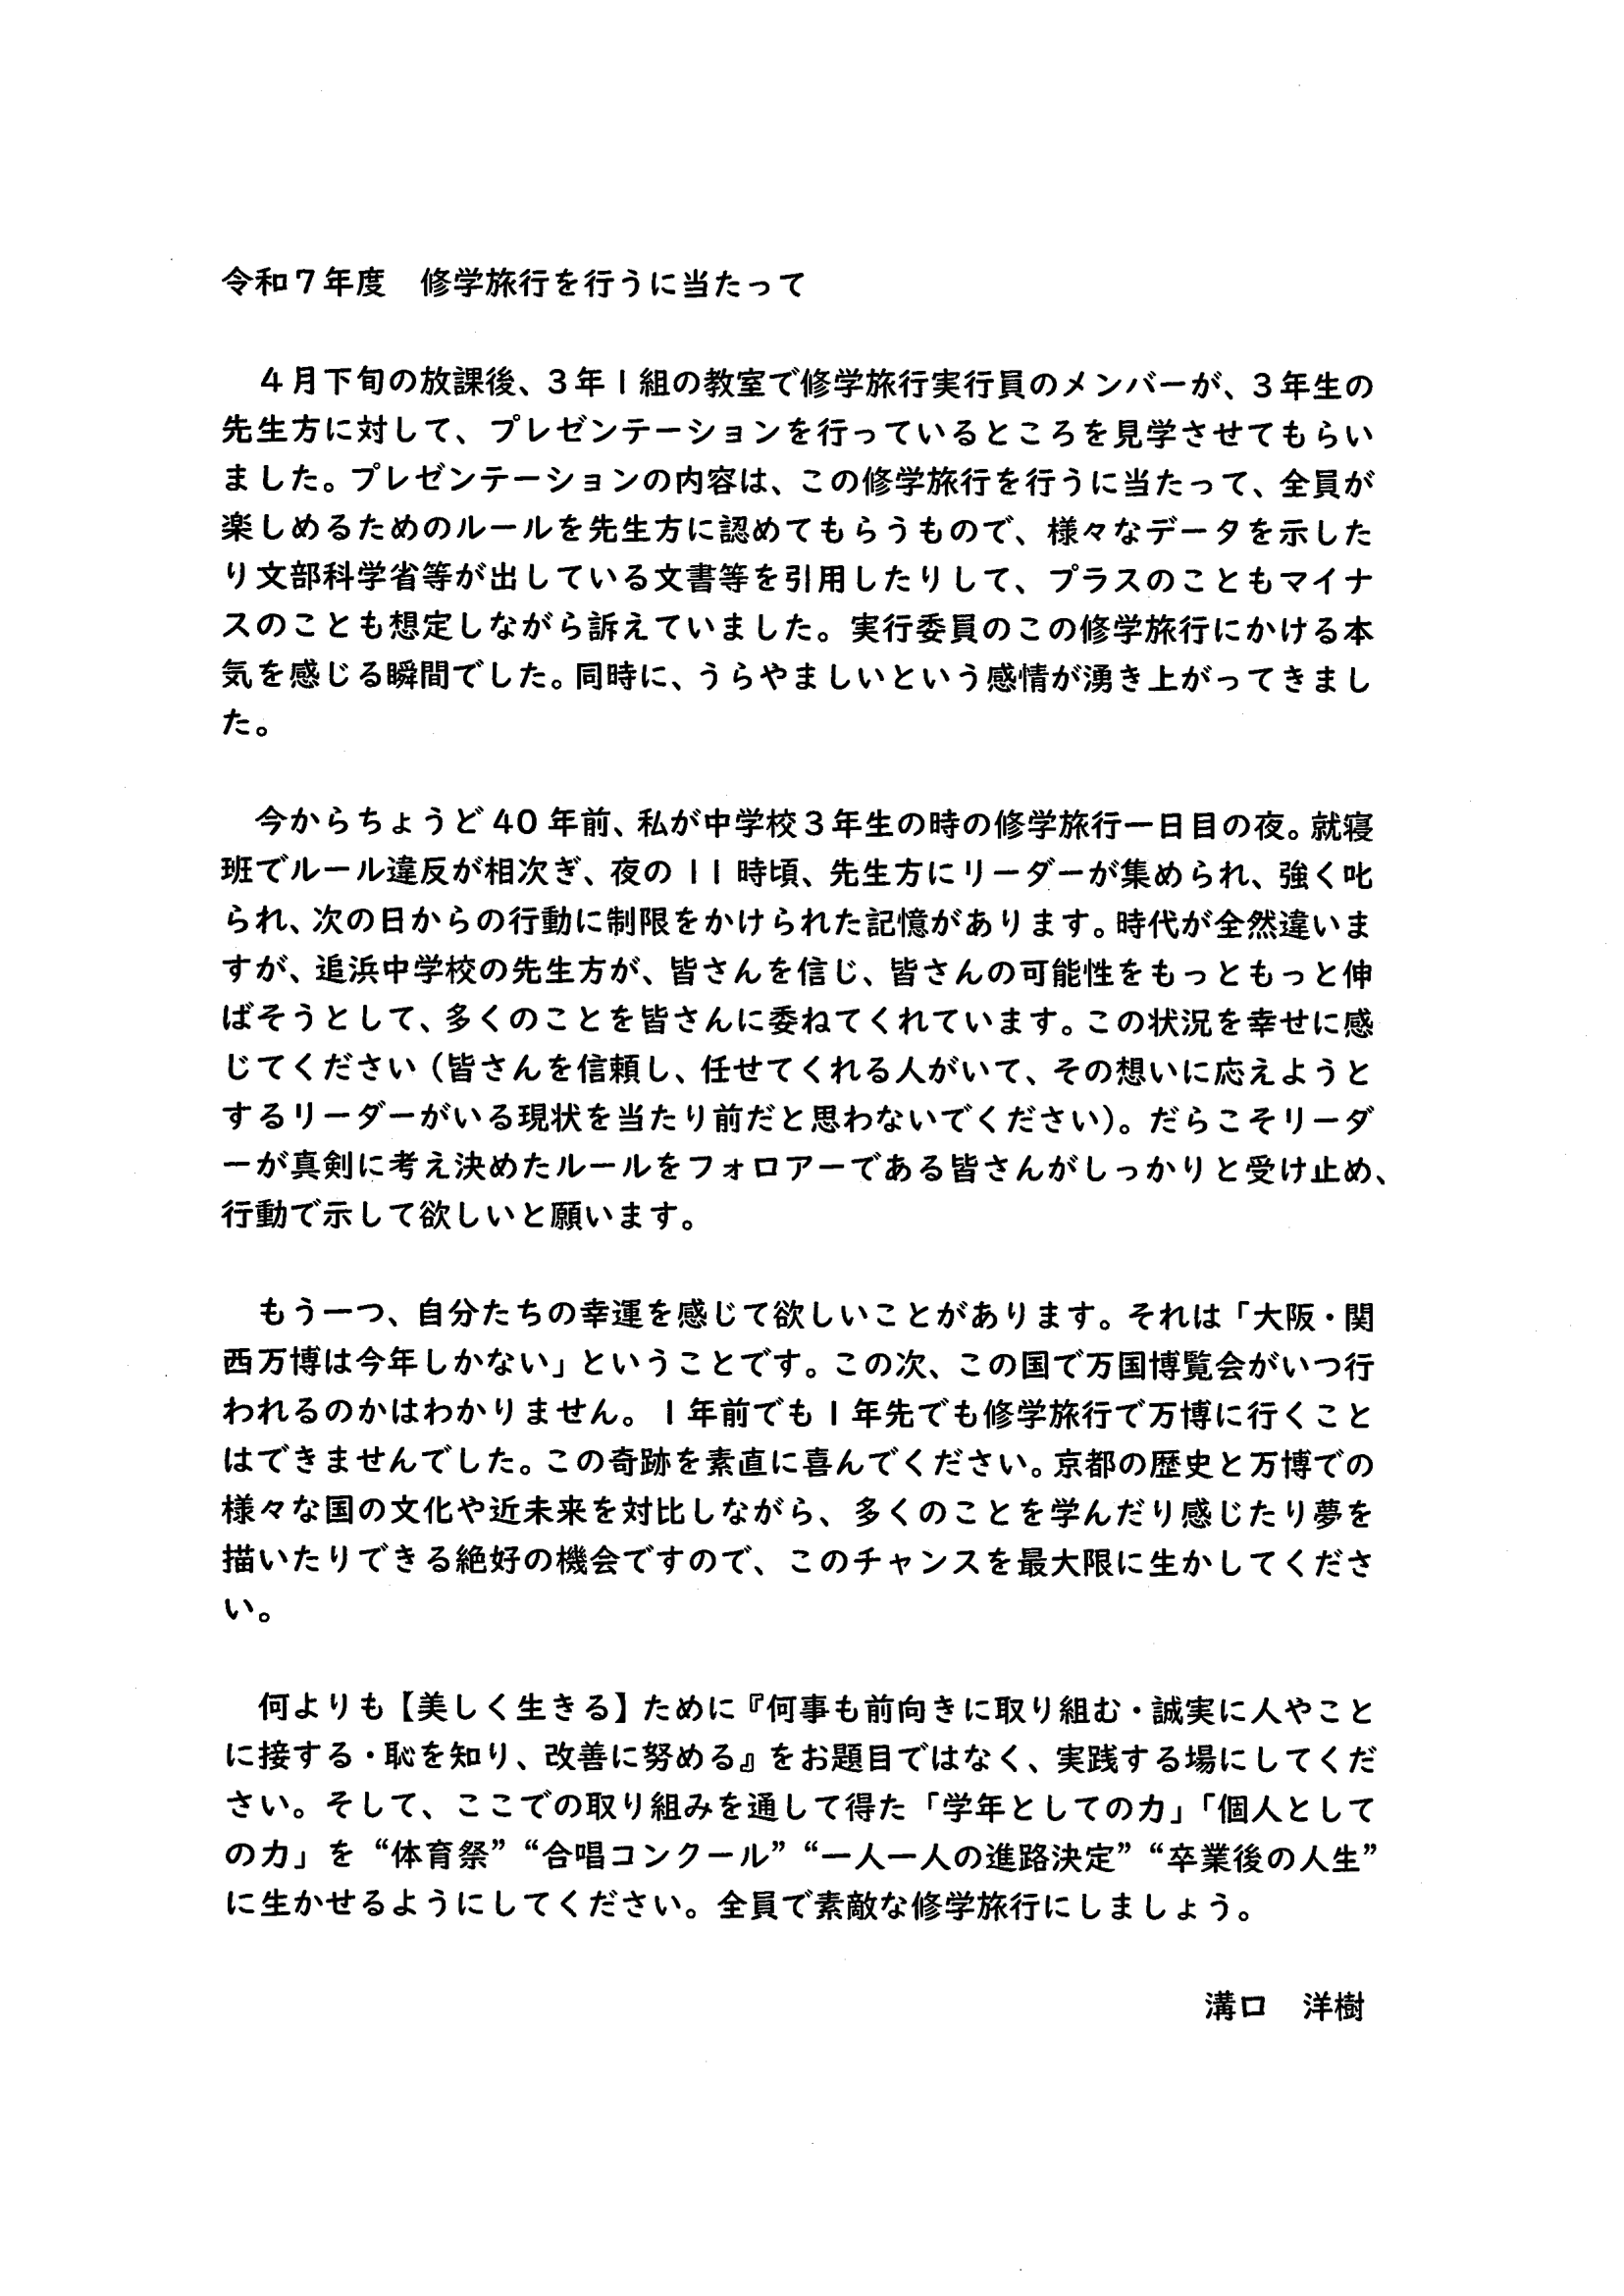 令和７年度　修学旅行を行うに当たって
４月下旬の放課後、３年１組の教室で修学旅行実行員のメンバーが、３年生の
先生方に対して、プレゼンテーションを行っているところを見学させてもらい
ました。プレゼンテーションの内容は、この修学旅行を行うに当たって、全員が
楽しめるためのルールを先生方に認めてもらうもので、様々なデータを示した
り文部科学省等が出している文書等を引用したりして、プラスのこともマイナ
スのことも想定しながら訴えていました。実行委員のこの修学旅行にかける本
気を感じる瞬間でした。同時に、うらやましいという感情が湧き上がってきまし
た。
今からちょうど 40 年前、私が中学校３年生の時の修学旅行一日目の夜。就寝
班でルール違反が相次ぎ、夜の 11 時頃、先生方にリーダーが集められ、強く叱
られ、次の日からの行動に制限をかけられた記憶があります。時代が全然違いま
すが、追浜中学校の先生方が、皆さんを信じ、皆さんの可能性をもっともっと伸
ばそうとして、多くのことを皆さんに委ねてくれています。この状況を幸せに感
じてください（皆さんを信頼し、任せてくれる人がいて、その想いに応えようと
するリーダーがいる現状を当たり前だと思わないでください）。だらこそリーダ
ーが真剣に考え決めたルールをフォロアーである皆さんがしっかりと受け止め、
行動で示して欲しいと願います。
もう一つ、自分たちの幸運を感じて欲しいことがあります。それは「大阪・関
西万博は今年しかない」ということです。この次、この国で万国博覧会がいつ行
われるのかはわかりません。１年前でも１年先でも修学旅行で万博に行くこと
はできませんでした。この奇跡を素直に喜んでください。京都の歴史と万博での
様々な国の文化や近未来を対比しながら、多くのことを学んだり感じたり夢を
描いたりできる絶好の機会ですので、このチャンスを最大限に生かしてくださ
い。
何よりも【美しく生きる】ために『何事も前向きに取り組む・誠実に人やこと
に接する・恥を知り、改善に努める』をお題目ではなく、実践する場にしてくだ
さい。そして、ここでの取り組みを通して得た「学年としての力」「個人として
の力」を “体育祭” “合唱コンクール” “一人一人の進路決定” “卒業後の人生”
に生かせるようにしてください。全員で素敵な修学旅行にしましょう。
溝口　洋樹